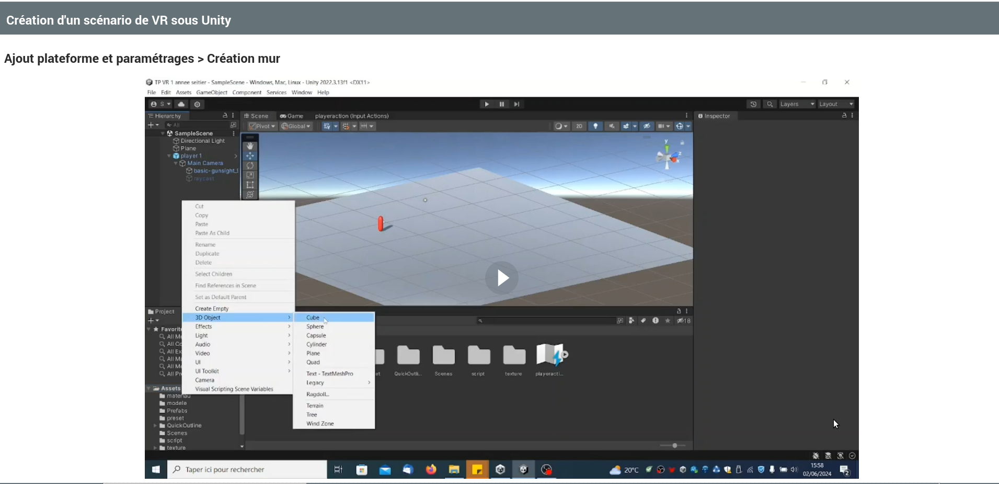 Création d'un scénario de VR sous Unity
Ajout plateforme et paramétrages > Création mur
TP VR 1 annee seitier - SampleScene - Windows, Mac, Linux - Unity 2022.3.13f1 <DX11>
File Edit Assets GameObject Component Services Window Help
S
Layers Layout
Hierarchy
Scene Game playeraction (Input Actions)
Inspector
All
Pivot Global
2D
SampleScene
Directional Light
Plane
player 1
Main Camera
basic-gunsight_
raycast
y
z
x
Cut
Copy
Paste
Paste As Child
Rename
Duplicate
Delete
Select Children
Find References in Scene
Set as Default Parent
Create Empty
3D Object
Effects
Light
Audio
Video
UI
UI Toolkit
Camera
Visual Scripting Scene Variables
Cube
Sphere
Capsule
Cylinder
Plane
Quad
Text - TextMeshPro
Legacy
Ragdoll...
Terrain
Tree
Wind Zone
Project
18
Favorit
All M
All Co
All Ex
All Ma
All Mo
All Pr
et QuickOutli... Scenes script texture playeracti...
Assets
materiau
modele
Prefabs
preset
QuickOutline
Scenes
script
texture
Taper ici pour rechercher
20°C
15:58
02/06/2024
2